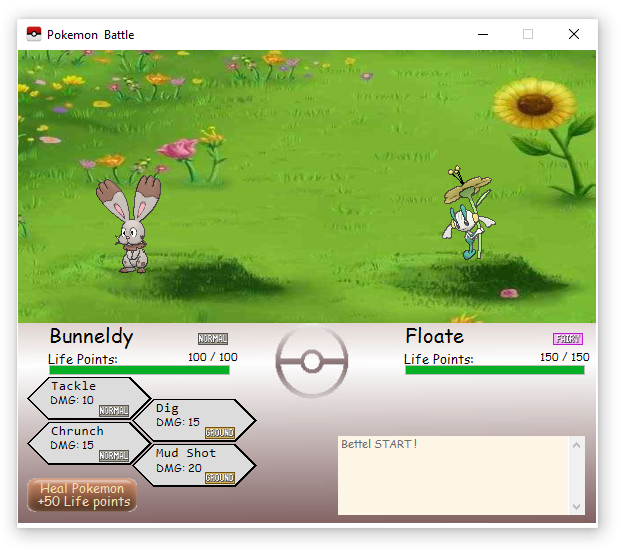 Pokemon Battle
Bunneldy
NORMAL
Life Points:
100 / 100
Floate
FAIRY
Life Points:
150 / 150
Tackle
DMG: 10
NORMAL
Dig
DMG: 15
GROUND
Chrunch
DMG: 15
NORMAL
Mud Shot
DMG: 20
GROUND
Heal Pokemon
+50 Life points
Bettel START !